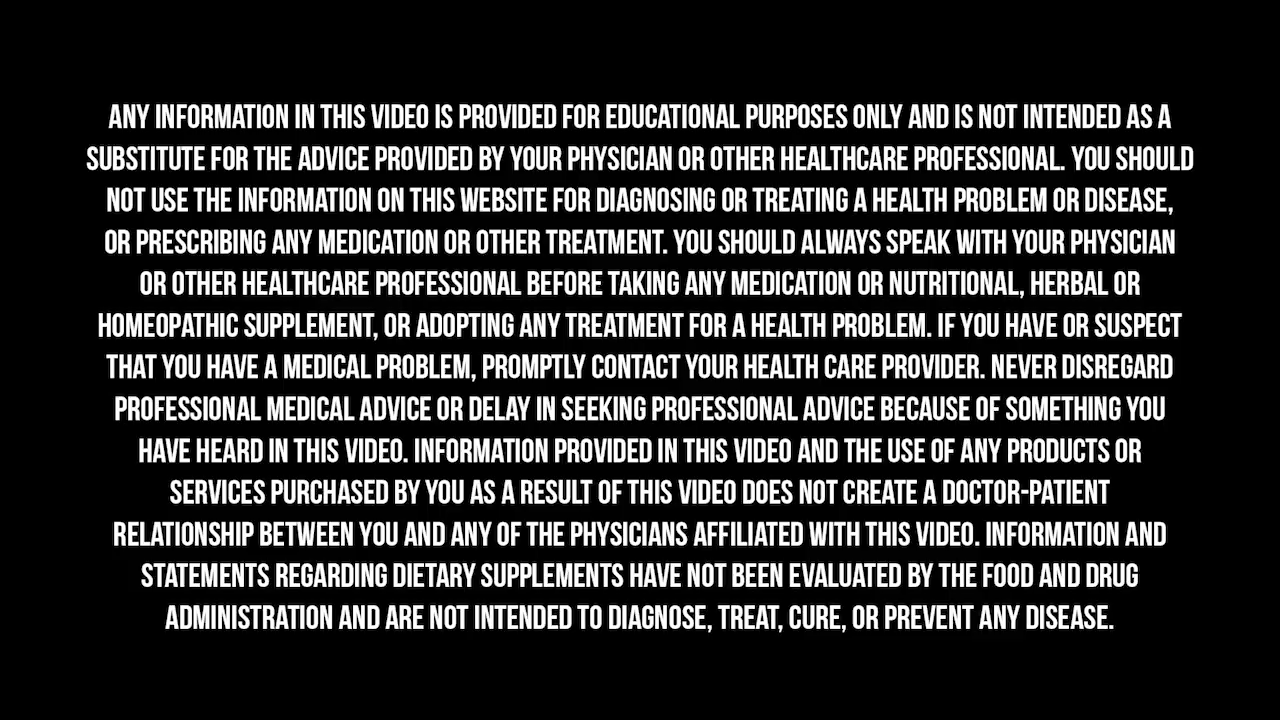 ANY INFORMATION IN THIS VIDEO IS PROVIDED FOR EDUCATIONAL PURPOSES ONLY AND IS NOT INTENDED AS A
SUBSTITUTE FOR THE ADVICE PROVIDED BY YOUR PHYSICIAN OR OTHER HEALTHCARE PROFESSIONAL. YOU SHOULD
NOT USE THE INFORMATION ON THIS WEBSITE FOR DIAGNOSING OR TREATING A HEALTH PROBLEM OR DISEASE,
OR PRESCRIBING ANY MEDICATION OR OTHER TREATMENT. YOU SHOULD ALWAYS SPEAK WITH YOUR PHYSICIAN
OR OTHER HEALTHCARE PROFESSIONAL BEFORE TAKING ANY MEDICATION OR NUTRITIONAL, HERBAL OR
HOMEOPATHIC SUPPLEMENT, OR ADOPTING ANY TREATMENT FOR A HEALTH PROBLEM. IF YOU HAVE OR SUSPECT
THAT YOU HAVE A MEDICAL PROBLEM, PROMPTLY CONTACT YOUR HEALTH CARE PROVIDER. NEVER DISREGARD
PROFESSIONAL MEDICAL ADVICE OR DELAY IN SEEKING PROFESSIONAL ADVICE BECAUSE OF SOMETHING YOU
HAVE HEARD IN THIS VIDEO. INFORMATION PROVIDED IN THIS VIDEO AND THE USE OF ANY PRODUCTS OR
SERVICES PURCHASED BY YOU AS A RESULT OF THIS VIDEO DOES NOT CREATE A DOCTOR-PATIENT
RELATIONSHIP BETWEEN YOU AND ANY OF THE PHYSICIANS AFFILIATED WITH THIS VIDEO. INFORMATION AND
STATEMENTS REGARDING DIETARY SUPPLEMENTS HAVE NOT BEEN EVALUATED BY THE FOOD AND DRUG
ADMINISTRATION AND ARE NOT INTENDED TO DIAGNOSE, TREAT, CURE, OR PREVENT ANY DISEASE.